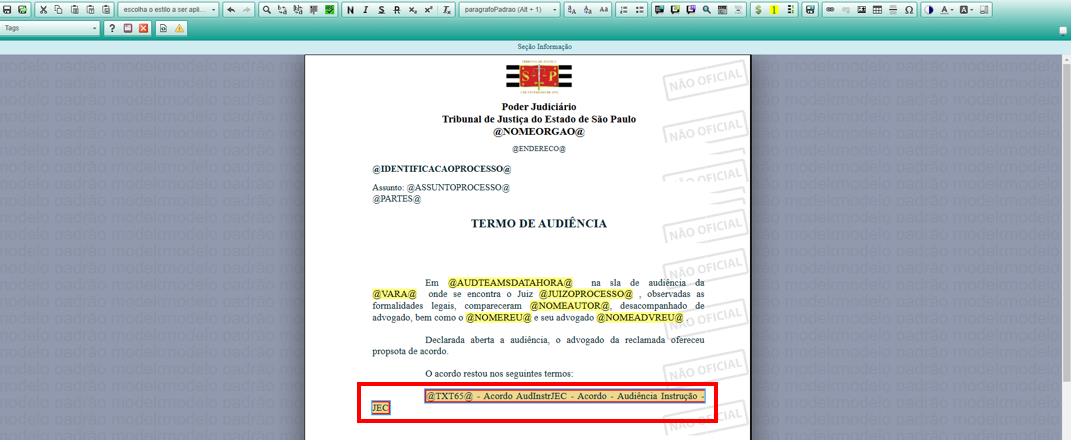 escolha o estilo a ser apli...
paragrafoPadrao (Alt + 1)
Tags
Seção Informação
Poder Judiciário
Tribunal de Justiça do Estado de São Paulo
@NOMEORGAO@
@ENDERECO@
@IDENTIFICACAOPROCESSO@
Assunto: @ASSUNTOPROCESSO@
@PARTES@
TERMO DE AUDIÊNCIA
Em @AUDTEAMSDATAHORA@ na sla de audiência da
@VARA@ onde se encontra o Juiz @JUIZOPROCESSO@ , observadas as
formalidades legais, compareceram @NOMEAUTOR@, desacompanhado de
advogado, bem como o @NOMEREU@ e seu advogado @NOMEADVREU@ .
Declarada aberta a audiência, o advogado da reclamada ofereceu
propsota de acordo.
O acordo restou nos seguintes termos:
@TXT65@ - Acordo AudInstrJEC - Acordo - Audiência Instrução -
JEC
NÃO OFICIAL
NÃO OFICIAL
NÃO OFICIAL
NÃO OFICIAL
NÃO OFICIAL
NÃO OFICIAL
NÃO OFICIAL